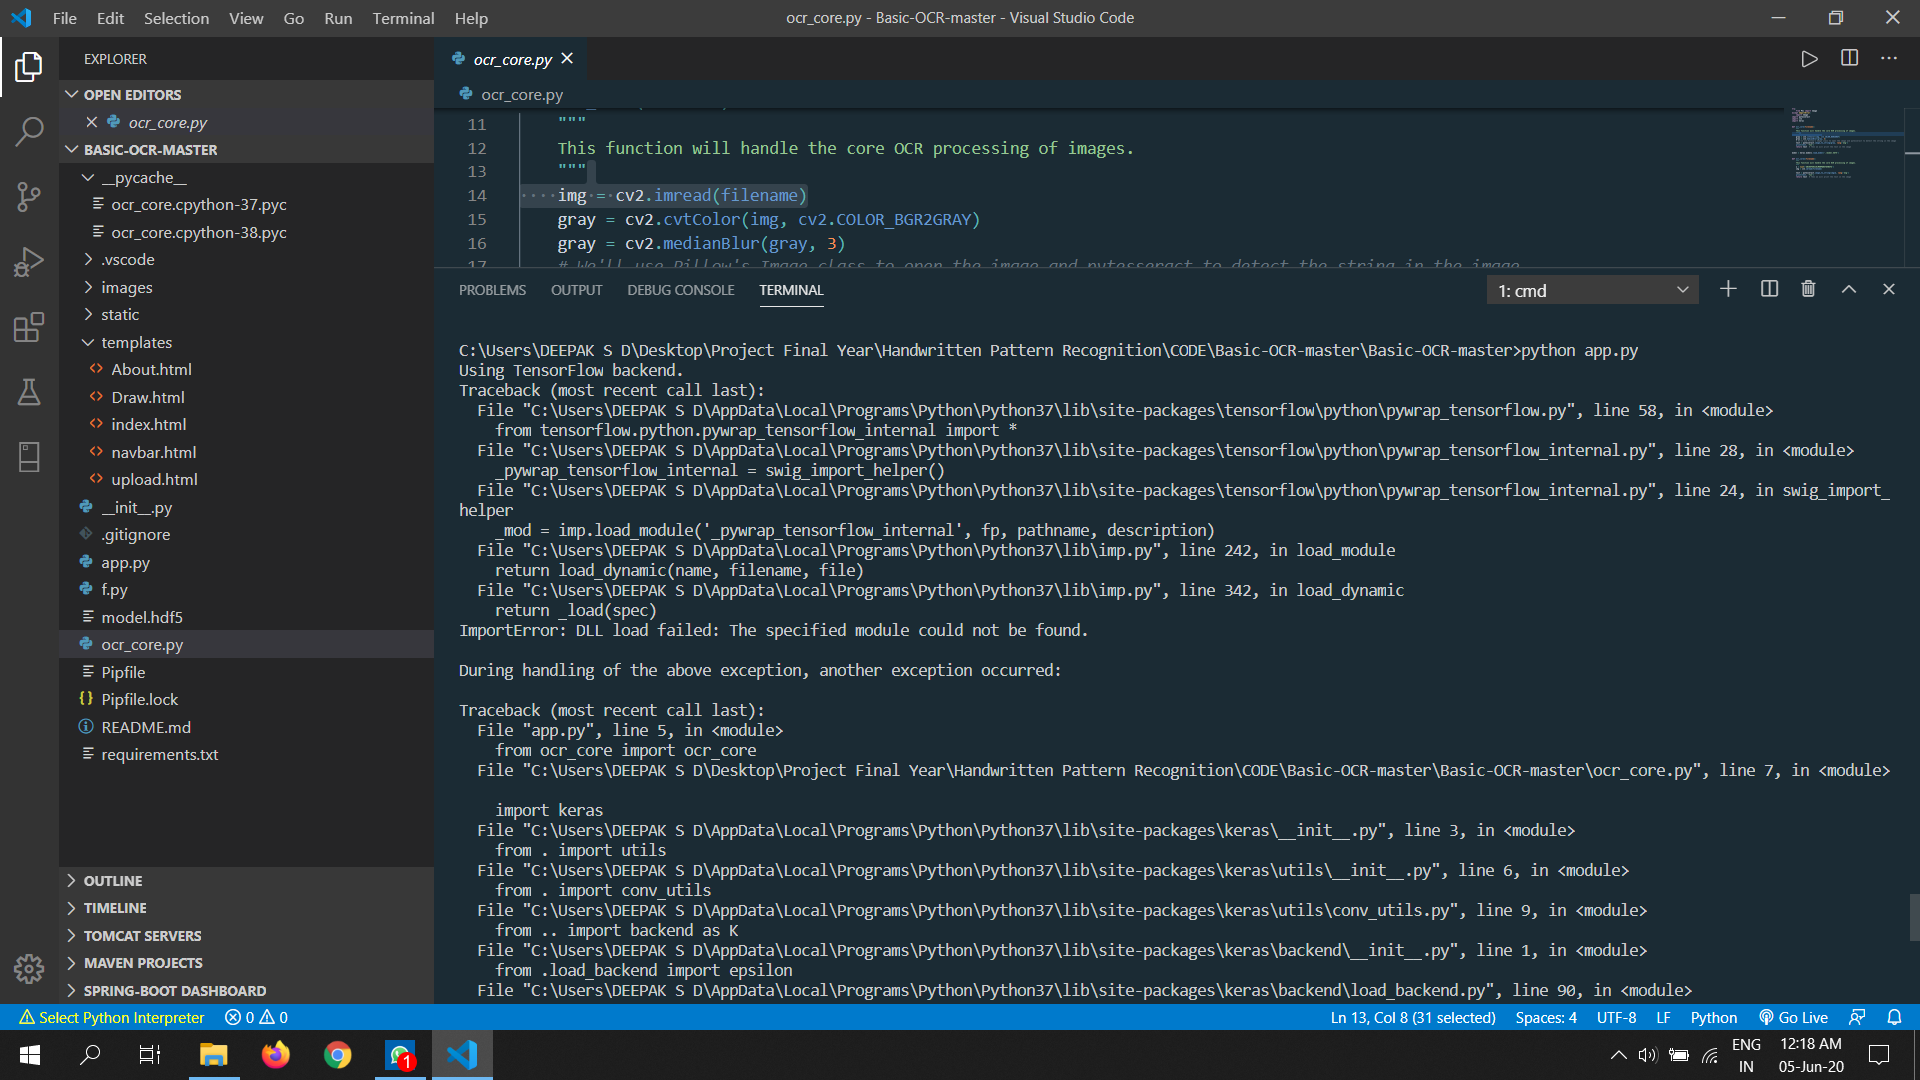 File Edit Selection View Go Run Terminal Help
ocr_core.py - Basic-OCR-master - Visual Studio Code
EXPLORER
OPEN EDITORS
ocr_core.py
BASIC-OCR-MASTER
__pycache__
ocr_core.cpython-37.pyc
ocr_core.cpython-38.pyc
.vscode
images
static
templates
About.html
Draw.html
index.html
navbar.html
upload.html
__init__.py
.gitignore
app.py
f.py
model.hdf5
ocr_core.py
Pipfile
Pipfile.lock
README.md
requirements.txt
OUTLINE
TIMELINE
TOMCAT SERVERS
MAVEN PROJECTS
SPRING-BOOT DASHBOARD
ocr_core.py
ocr_core.py
11 """
12 This function will handle the core OCR processing of images.
13 """
14 img = cv2.imread(filename)
15 gray = cv2.cvtColor(img, cv2.COLOR_BGR2GRAY)
16 gray = cv2.medianBlur(gray, 3)
17 # We'll use Pillow's Image class to open the image and pytesseract to detect the string in the image
PROBLEMS OUTPUT DEBUG CONSOLE TERMINAL
1: cmd
C:\Users\DEEPAK S D\Desktop\Project Final Year\Handwritten Pattern Recognition\CODE\Basic-OCR-master\Basic-OCR-master>python app.py
Using TensorFlow backend.
Traceback (most recent call last):
File "C:\Users\DEEPAK S D\AppData\Local\Programs\Python\Python37\lib\site-packages\tensorflow\python\pywrap_tensorflow.py", line 58, in <module>
from tensorflow.python.pywrap_tensorflow_internal import *
File "C:\Users\DEEPAK S D\AppData\Local\Programs\Python\Python37\lib\site-packages\tensorflow\python\pywrap_tensorflow_internal.py", line 28, in <module>
_pywrap_tensorflow_internal = swig_import_helper()
File "C:\Users\DEEPAK S D\AppData\Local\Programs\Python\Python37\lib\site-packages\tensorflow\python\pywrap_tensorflow_internal.py", line 24, in swig_import_
helper
_mod = imp.load_module('_pywrap_tensorflow_internal', fp, pathname, description)
File "C:\Users\DEEPAK S D\AppData\Local\Programs\Python\Python37\lib\imp.py", line 242, in load_module
return load_dynamic(name, filename, file)
File "C:\Users\DEEPAK S D\AppData\Local\Programs\Python\Python37\lib\imp.py", line 342, in load_dynamic
return _load(spec)
ImportError: DLL load failed: The specified module could not be found.
During handling of the above exception, another exception occurred:
Traceback (most recent call last):
File "app.py", line 5, in <module>
from ocr_core import ocr_core
File "C:\Users\DEEPAK S D\Desktop\Project Final Year\Handwritten Pattern Recognition\CODE\Basic-OCR-master\Basic-OCR-master\ocr_core.py", line 7, in <module>
import keras
File "C:\Users\DEEPAK S D\AppData\Local\Programs\Python\Python37\lib\site-packages\keras\__init__.py", line 3, in <module>
from . import utils
File "C:\Users\DEEPAK S D\AppData\Local\Programs\Python\Python37\lib\site-packages\keras\utils\__init__.py", line 6, in <module>
from . import conv_utils
File "C:\Users\DEEPAK S D\AppData\Local\Programs\Python\Python37\lib\site-packages\keras\utils\conv_utils.py", line 9, in <module>
from .. import backend as K
File "C:\Users\DEEPAK S D\AppData\Local\Programs\Python\Python37\lib\site-packages\keras\backend\__init__.py", line 1, in <module>
from .load_backend import epsilon
File "C:\Users\DEEPAK S D\AppData\Local\Programs\Python\Python37\lib\site-packages\keras\backend\load_backend.py", line 90, in <module>
Select Python Interpreter 0 0
Ln 13, Col 8 (31 selected) Spaces: 4 UTF-8 LF Python Go Live
1
ENG
IN
12:18 AM
05-Jun-20